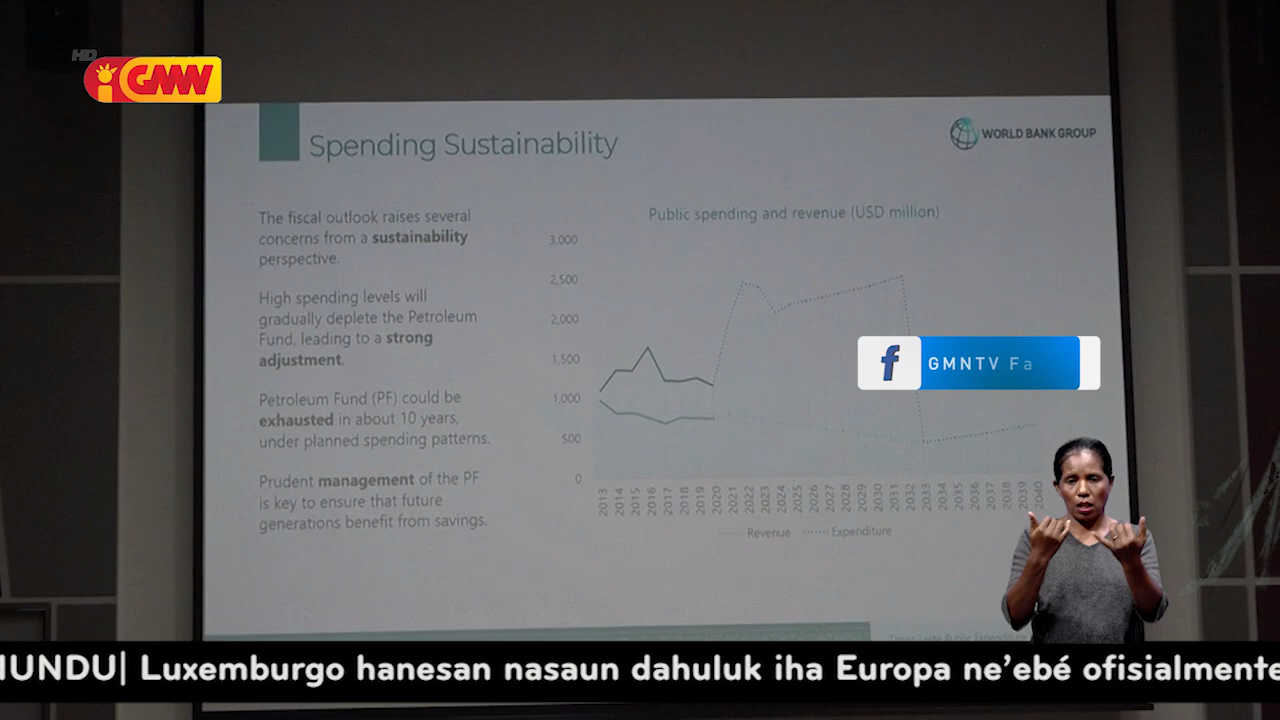 HD
GMN
Spending Sustainability
WORLD BANK GROUP
The fiscal outlook raises several
concerns from a sustainability
perspective.
High spending levels will
gradually deplete the Petroleum
Fund, leading to a strong
adjustment.
Petroleum Fund (PF) could be
exhausted in about 10 years,
under planned spending patterns.
Prudent management of the PF
is key to ensure that future
generations benefit from savings.
Public spending and revenue (USD million)
3,000
2,500
2,000
1,500
1,000
500
0
2013 2014 2015 2016 2017 2018 2019 2020 2021 2022 2023 2024 2025 2026 2027 2028 2029 2030 2031 2032 2033 2034 2035 2036 2037 2038 2039 2040
Revenue Expenditure
f GMNTV Fa
MUNDU| Luxemburgo hanesan nasaun dahuluk iha Europa ne'ebé ofisialmente